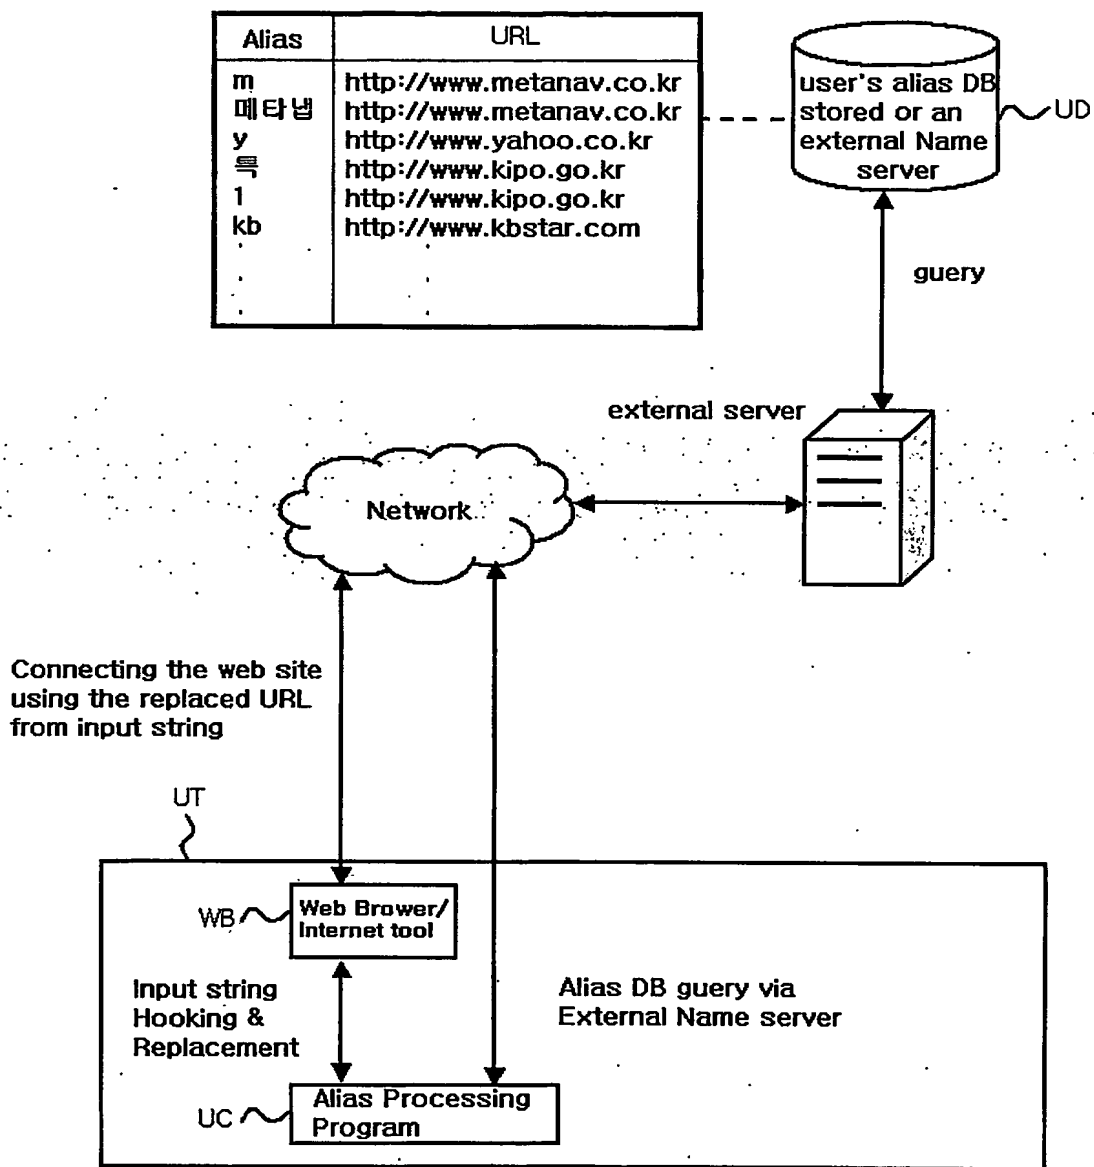 Alias URL
m http://www.metanav.co.kr
메타냅 http://www.metanav.co.kr
y http://www.yahoo.co.kr
특 http://www.kipo.go.kr
1 http://www.kipo.go.kr
kb http://www.kbstar.com
user's alias DB
stored or an
external Name
server
UD
guery
external server
Network
Connecting the web site
using the replaced URL
from input string
UT
WB
Web Brower/
Internet tool
Input string
Hooking &
Replacement
Alias DB guery via
External Name server
UC
Alias Processing
Program